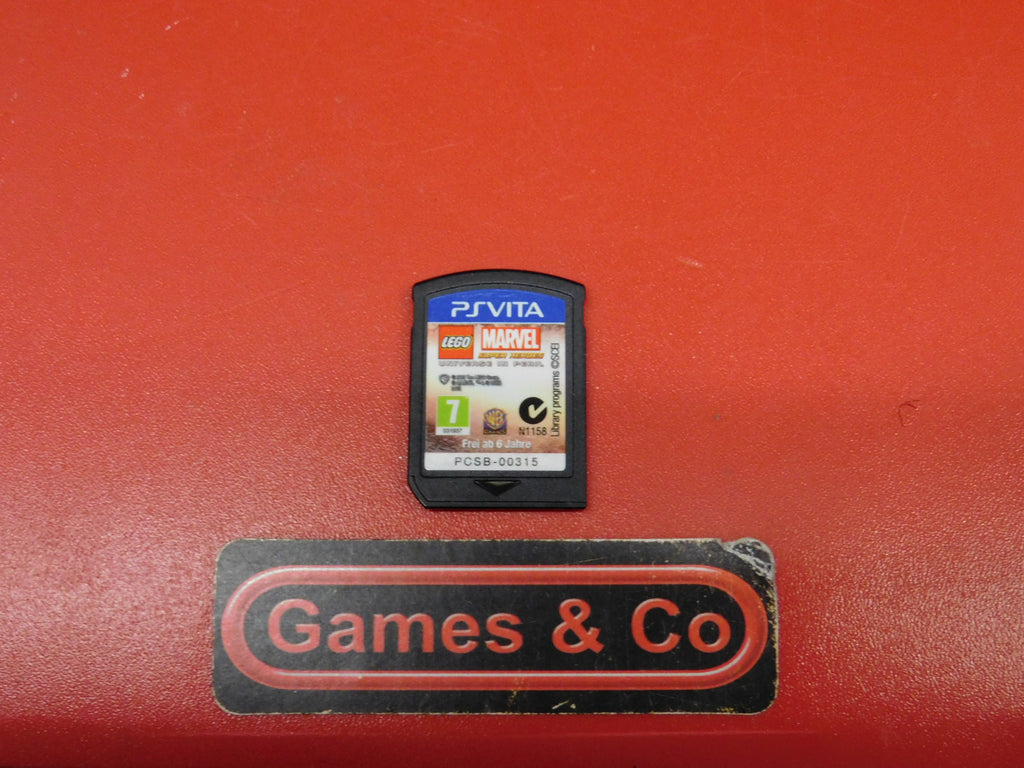 PSVITA
LEGO
MARVEL
SUPER HEROES
UNIVERSE IN PERIL
Library programs ©SCEI
7
WB
N1158
Frei ab 6 Jahre
PCSB-00315
Games & Co